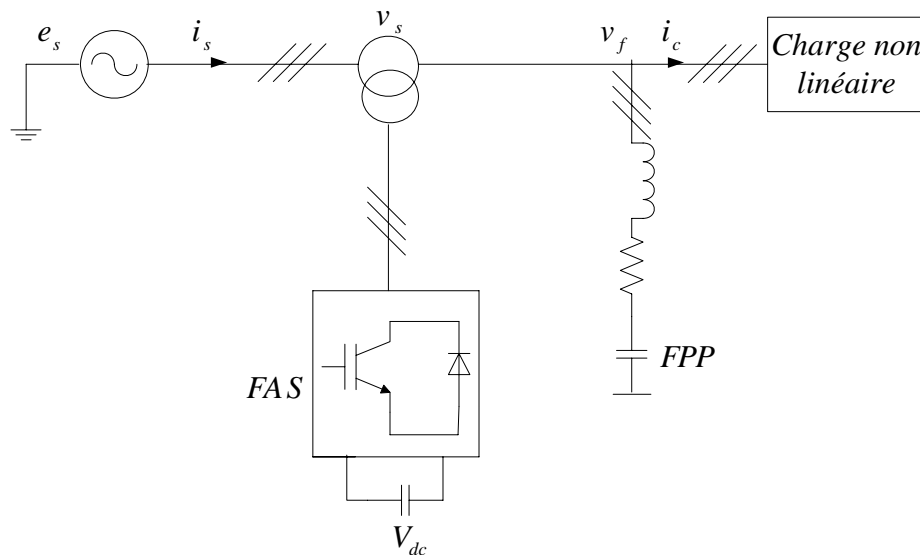 e_s
i_s
v_s
v_f
i_c
Charge non
linéaire
FAS
FPP
V_dc